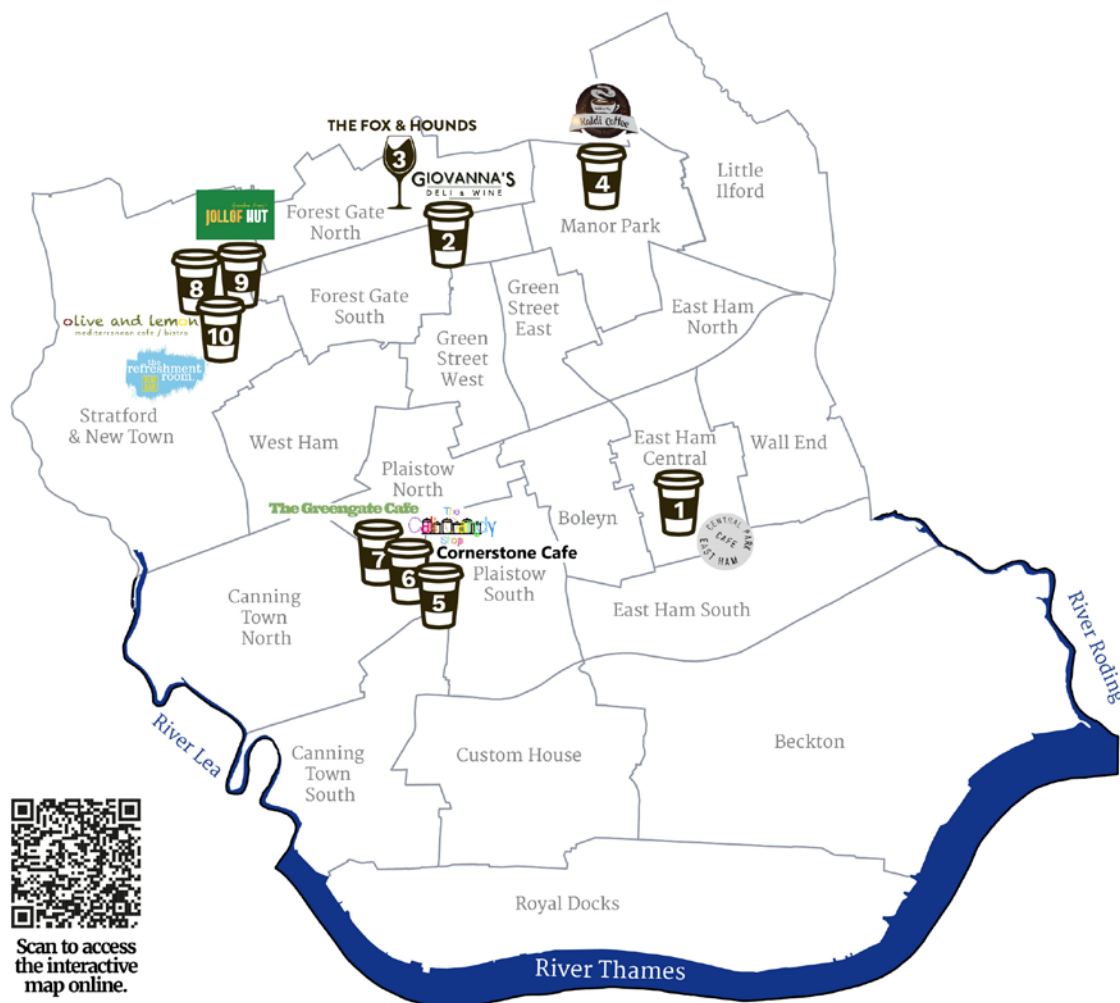 Kaldi Coffee
THE FOX & HOUNDS
3
GIOVANNA'S
DELI & WINE
4
Little
Ilford
JOLLOF HUT
Forest Gate
North
2
Manor Park
8
9
Forest Gate
South
Green
Street
East
East Ham
North
olive and lemon
mediterranean cafe / bistro
10
Green
Street
West
the
refreshment
room.
Stratford
& New Town
West Ham
Plaistow
North
East Ham
Central
Wall End
The Greengate Cafe
The
Shop
Cornerstone Cafe
Boleyn
1
CENTRAL PARK
CAFE
EAST HAM
7
6
5
Plaistow
South
Canning
Town
North
East Ham South
River Roding
River Lea
Canning
Town
South
Custom House
Beckton
Royal Docks
River Thames
Scan to access
the interactive
map online.